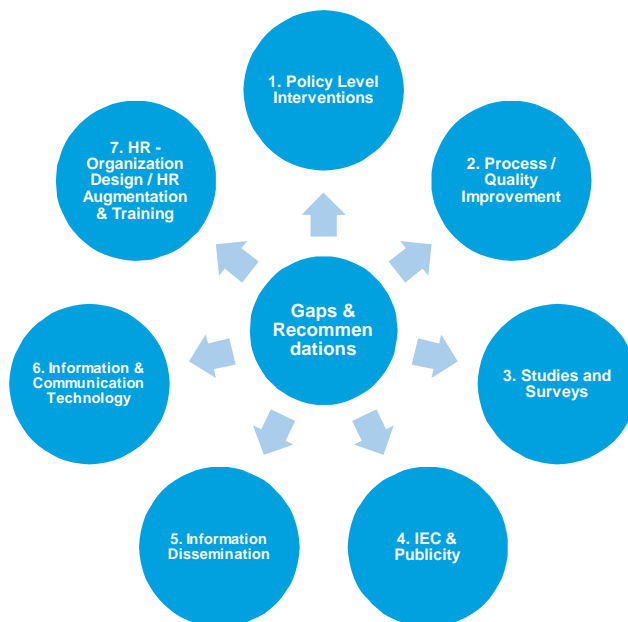 1. Policy Level
Interventions
2. Process /
Quality
Improvement
3. Studies and
Surveys
4. IEC &
Publicity
5. Information
Dissemination
6. Information &
Communication
Technology
7. HR -
Organization
Design / HR
Augmentation
& Training
Gaps &
Recommen
dations